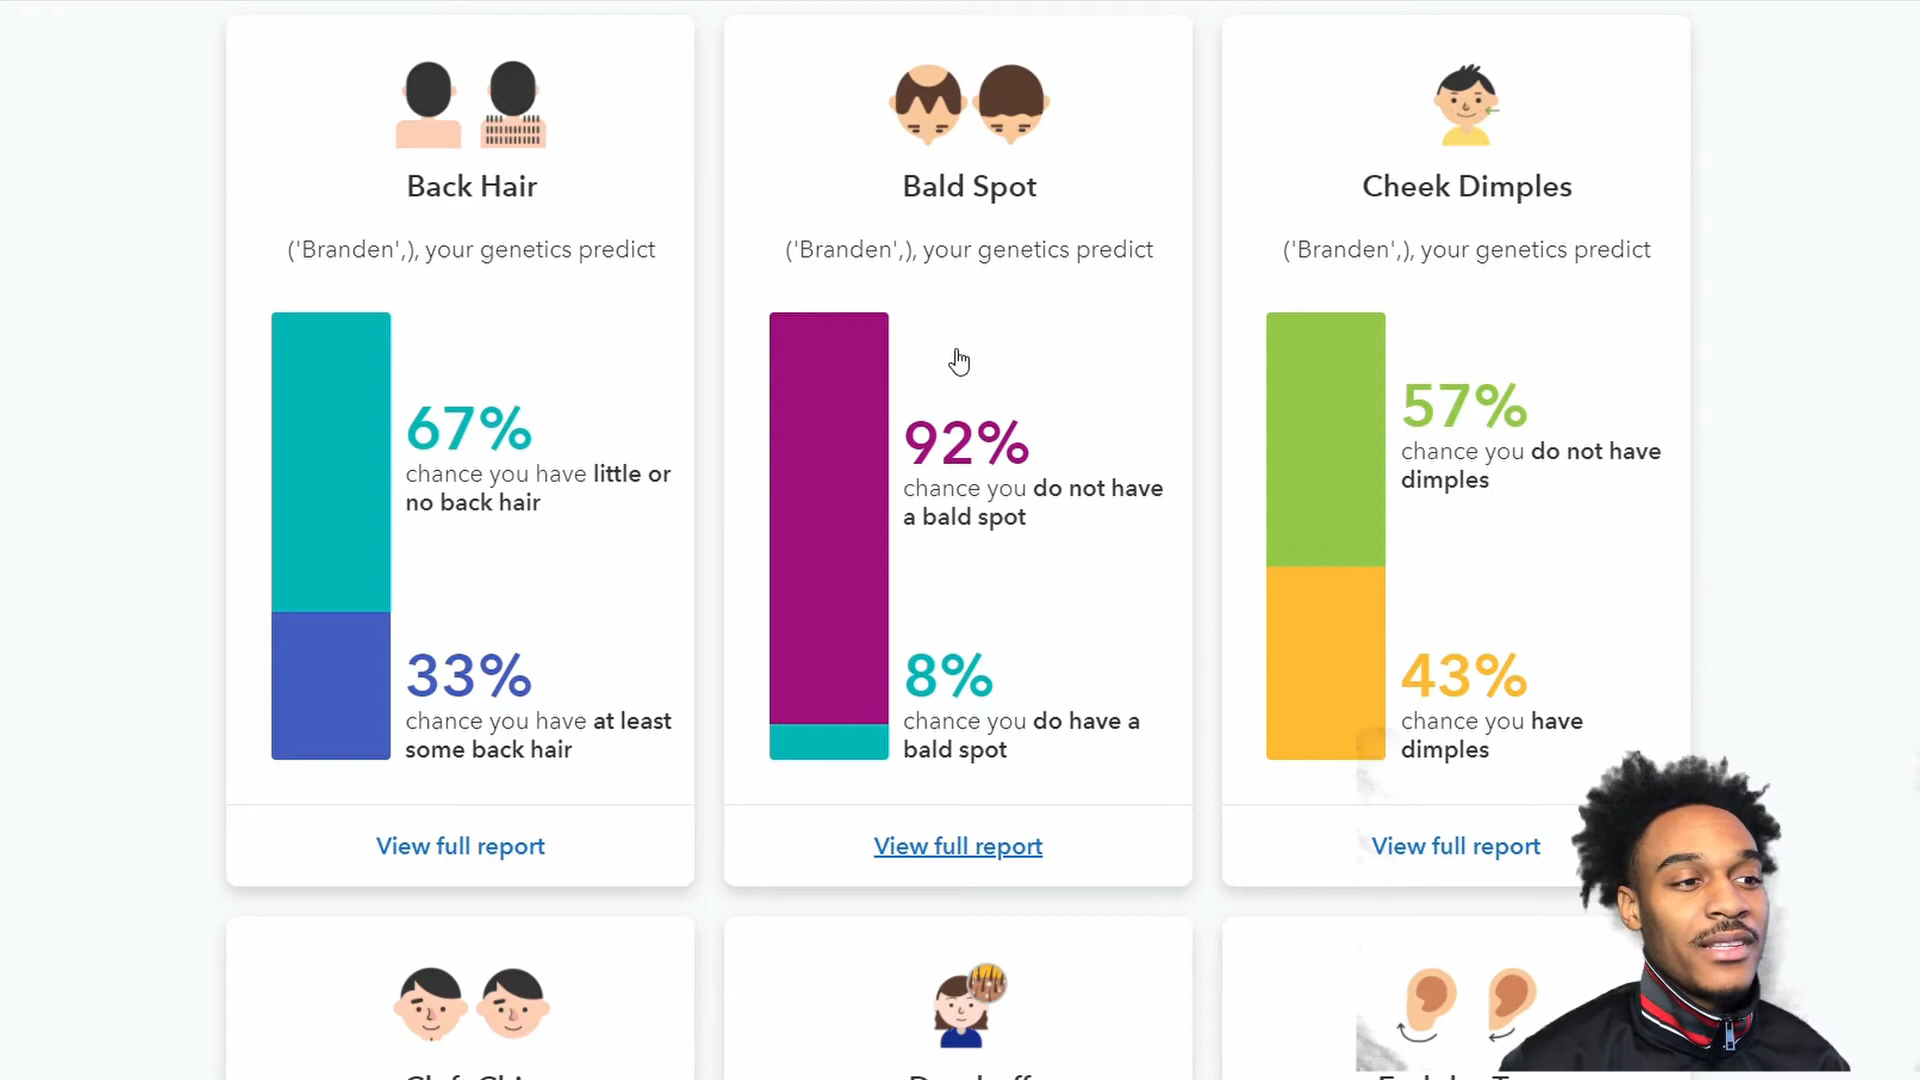 Back Hair
('Branden',), your genetics predict
67%
chance you have little or
no back hair
33%
chance you have at least
some back hair
View full report
Bald Spot
('Branden',), your genetics predict
92%
chance you do not have
a bald spot
8%
chance you do have a
bald spot
View full report
Cheek Dimples
('Branden',), your genetics predict
57%
chance you do not have
dimples
43%
chance you have
dimples
View full report